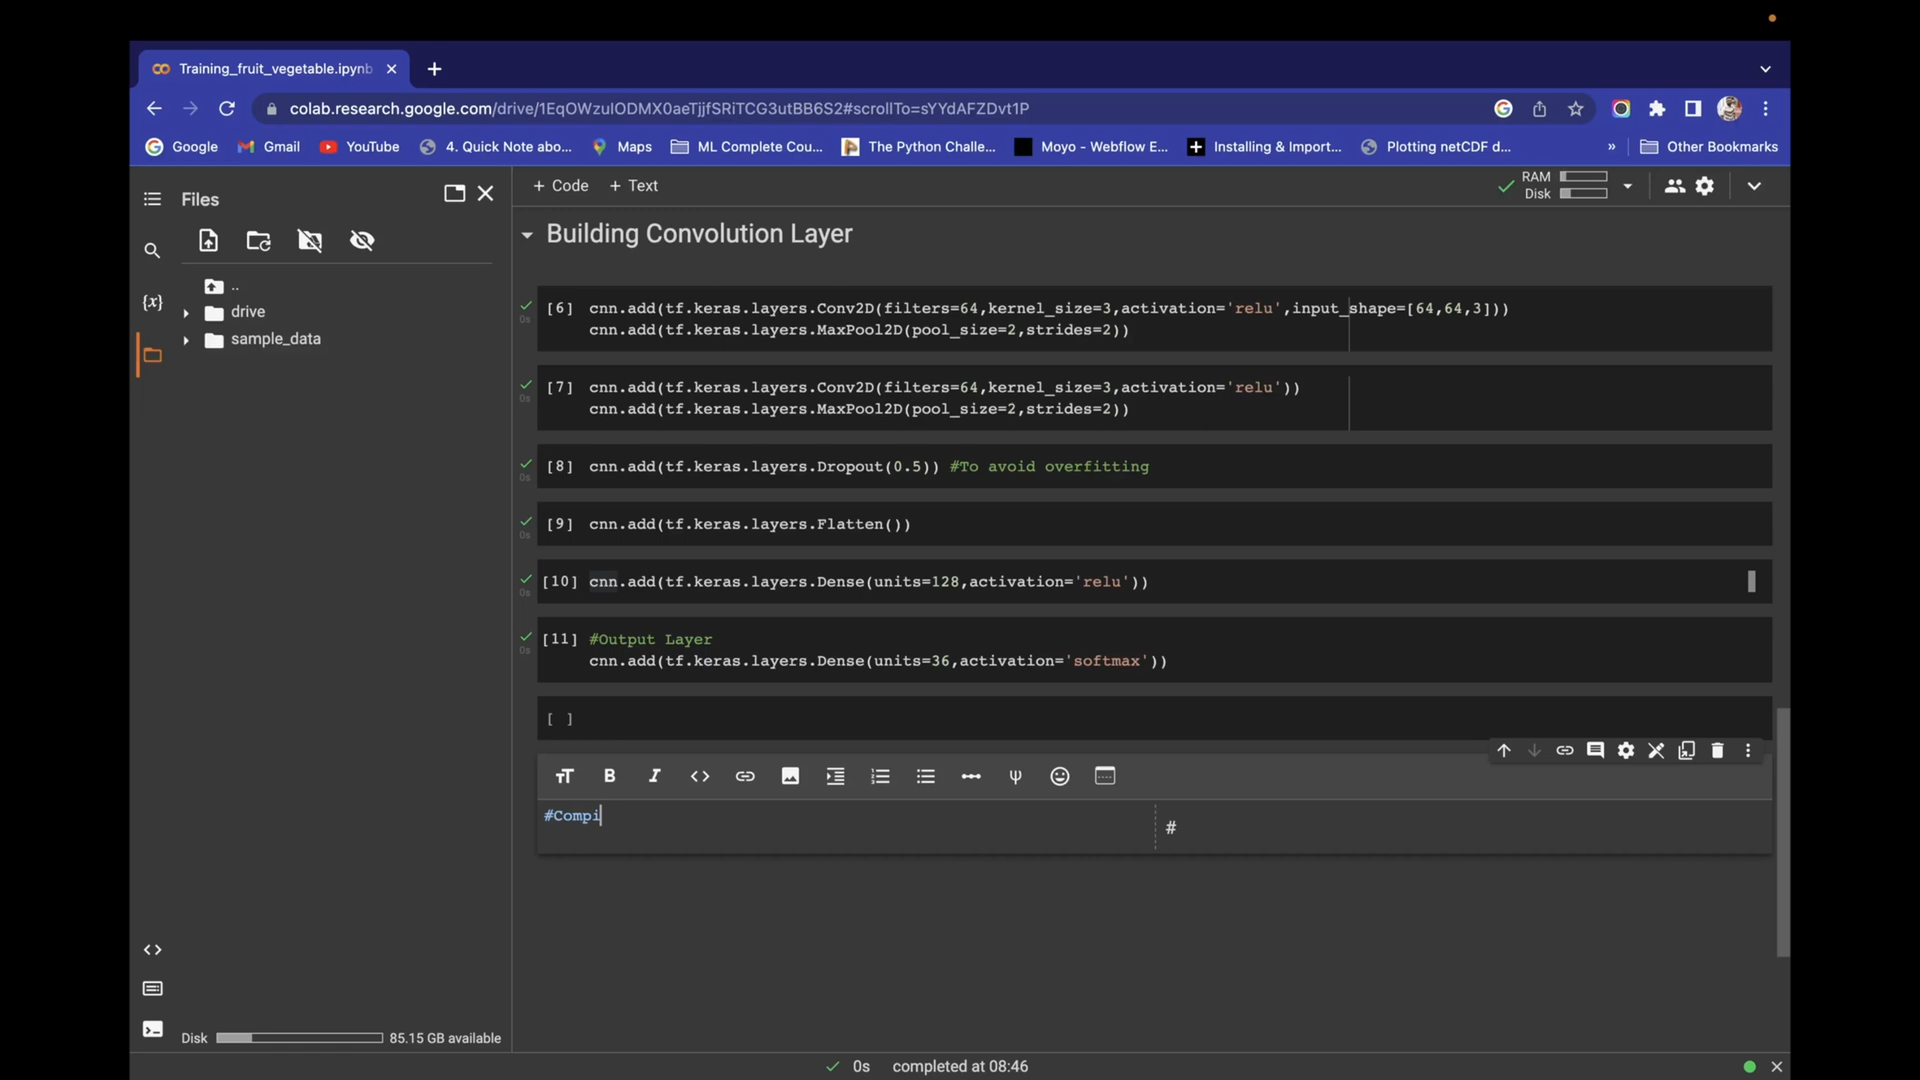 Training_fruit_vegetable.ipynb
colab.research.google.com/drive/1EqOWzuIODMX0aeTjjfSRiTCG3utBB6S2#scrollTo=sYYdAFZDvt1P
Google Gmail YouTube 4. Quick Note abo... Maps ML Complete Cou... The Python Challe... Moyo - Webflow E... Installing & Import... Plotting netCDF d... » Other Bookmarks
Files
+ Code + Text
RAM
Disk
Building Convolution Layer
..
drive
sample_data
{x}
[6] cnn.add(tf.keras.layers.Conv2D(filters=64,kernel_size=3,activation='relu',input_shape=[64,64,3]))
0s cnn.add(tf.keras.layers.MaxPool2D(pool_size=2,strides=2))
[7] cnn.add(tf.keras.layers.Conv2D(filters=64,kernel_size=3,activation='relu'))
0s cnn.add(tf.keras.layers.MaxPool2D(pool_size=2,strides=2))
[8] cnn.add(tf.keras.layers.Dropout(0.5)) #To avoid overfitting
0s
[9] cnn.add(tf.keras.layers.Flatten())
0s
[10] cnn.add(tf.keras.layers.Dense(units=128,activation='relu'))
0s
[11] #Output Layer
0s cnn.add(tf.keras.layers.Dense(units=36,activation='softmax'))
[ ]
#Compi
#
Disk 85.15 GB available
0s completed at 08:46